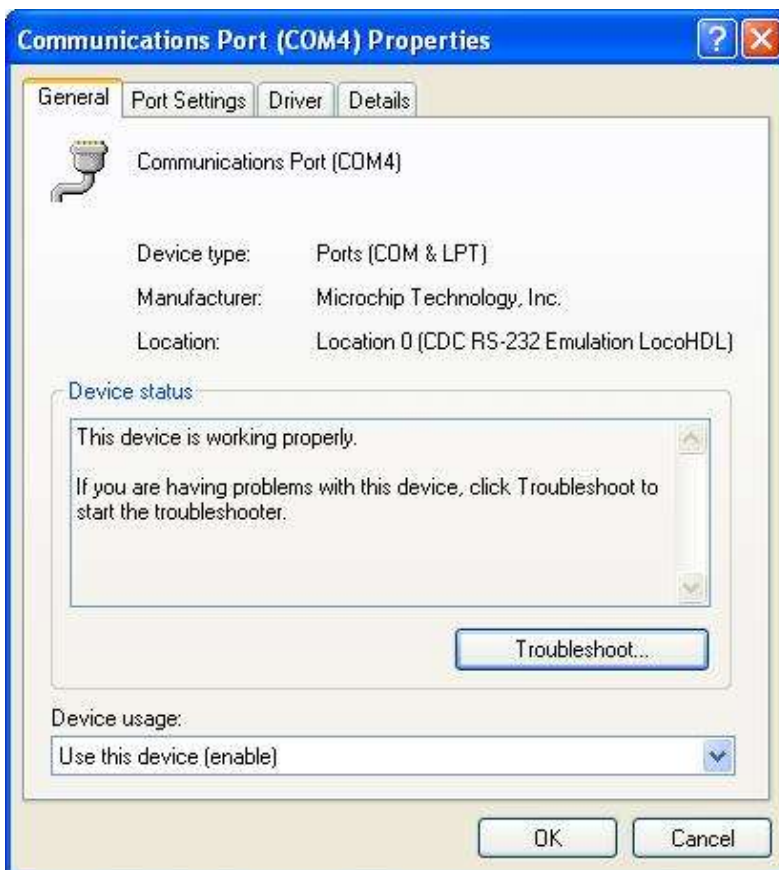 Communications Port (COM4) Properties
General Port Settings Driver Details
Communications Port (COM4)
Device type: Ports (COM & LPT)
Manufacturer: Microchip Technology, Inc.
Location: Location 0 (CDC RS-232 Emulation LocoHDL)
Device status
This device is working properly.
If you are having problems with this device, click Troubleshoot to
start the troubleshooter.
Troubleshoot...
Device usage:
Use this device (enable)
OK Cancel